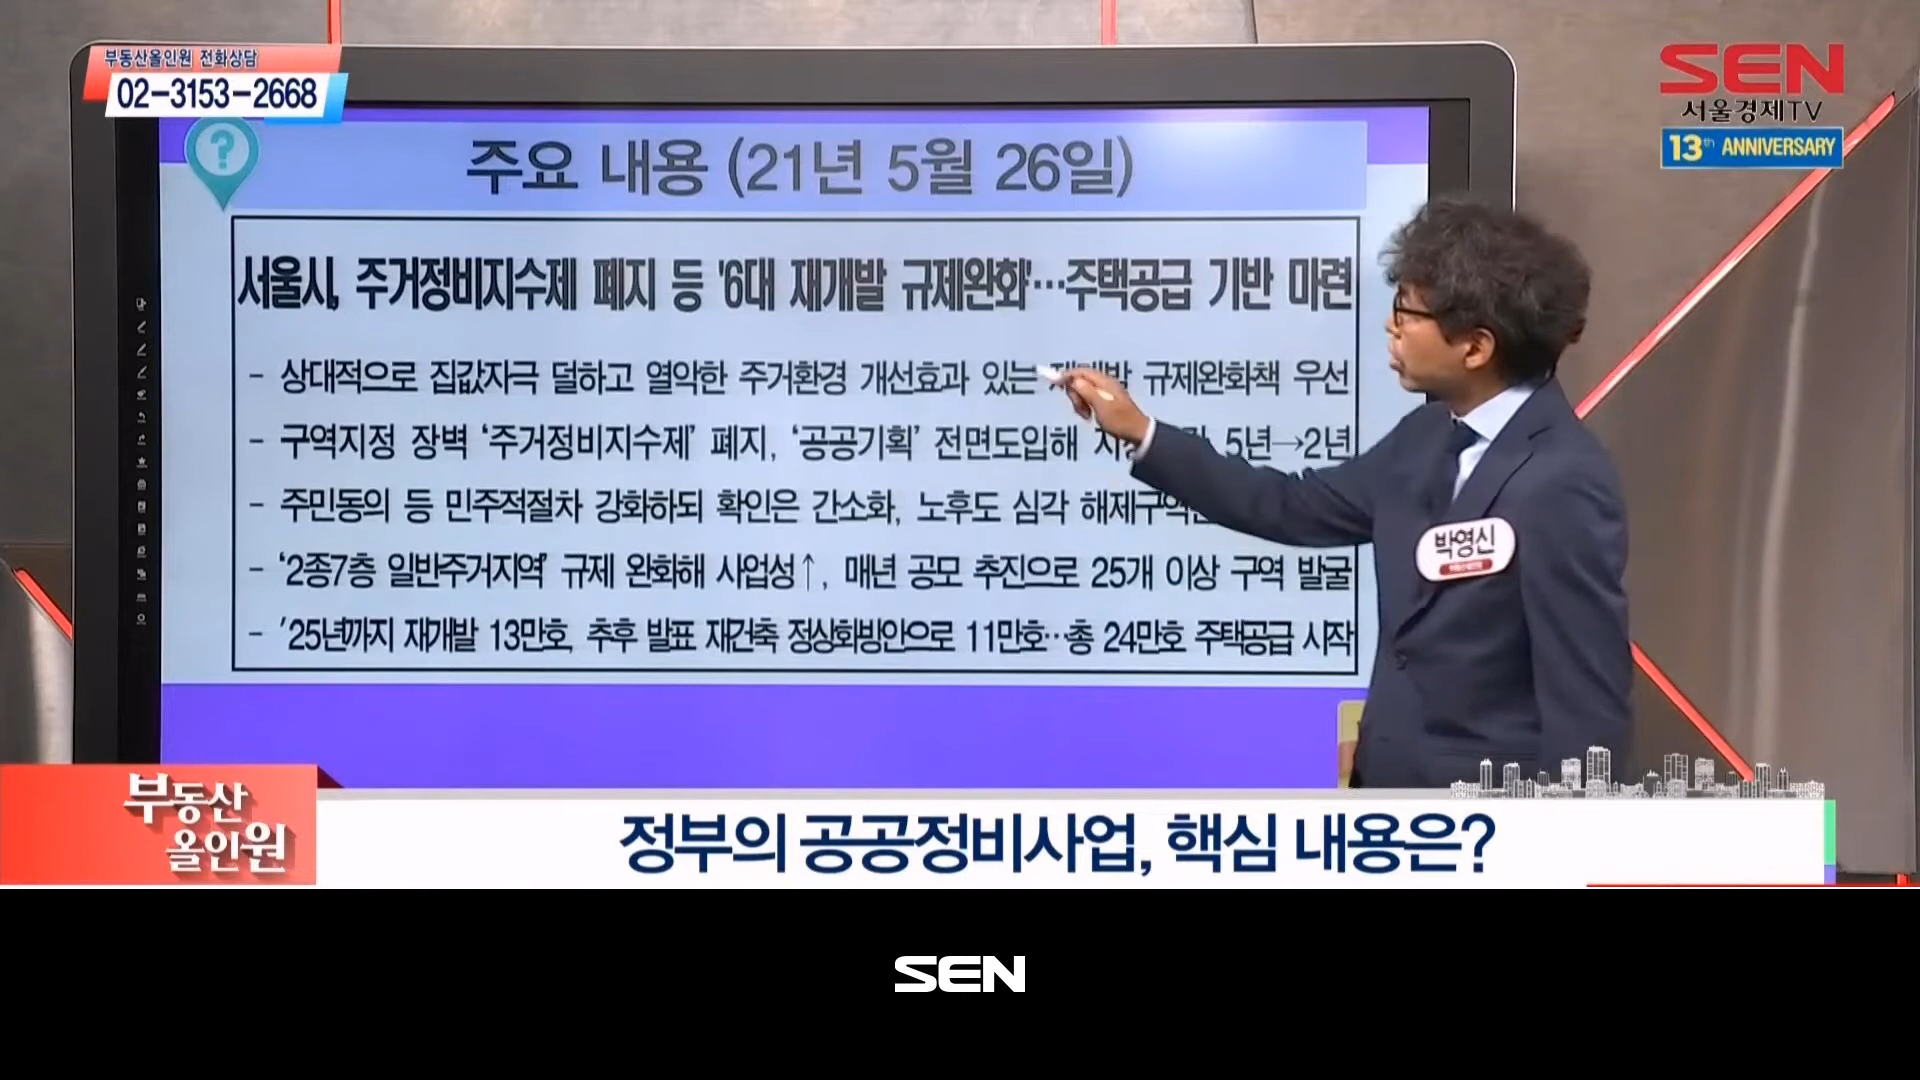 부동산올인원 전화상담
02-3153-2668
SEN
서울경제TV
13th ANNIVERSARY
?
주요 내용 (21년 5월 26일)
서울시, 주거정비지수제 폐지 등 '6대 재개발 규제완화'…주택공급 기반 마련
- 상대적으로 집값자극 덜하고 열악한 주거환경 개선효과 있는 재개발 규제완화책 우선
- 구역지정 장벽 '주거정비지수제' 폐지, '공공기획' 전면도입해 5년→2년
- 주민동의 등 민주적절차 강화하되 확인은 간소화, 노후도 심각 해제구역
- '2종7층 일반주거지역' 규제 완화해 사업성↑, 매년 공모 추진으로 25개 이상 구역 발굴
- '25년까지 재개발 13만호, 추후 발표 재건축 정상화방안으로 11만호…총 24만호 주택공급 시작
박영신
부동산
올인원
정부의 공공정비사업, 핵심 내용은?
SEN